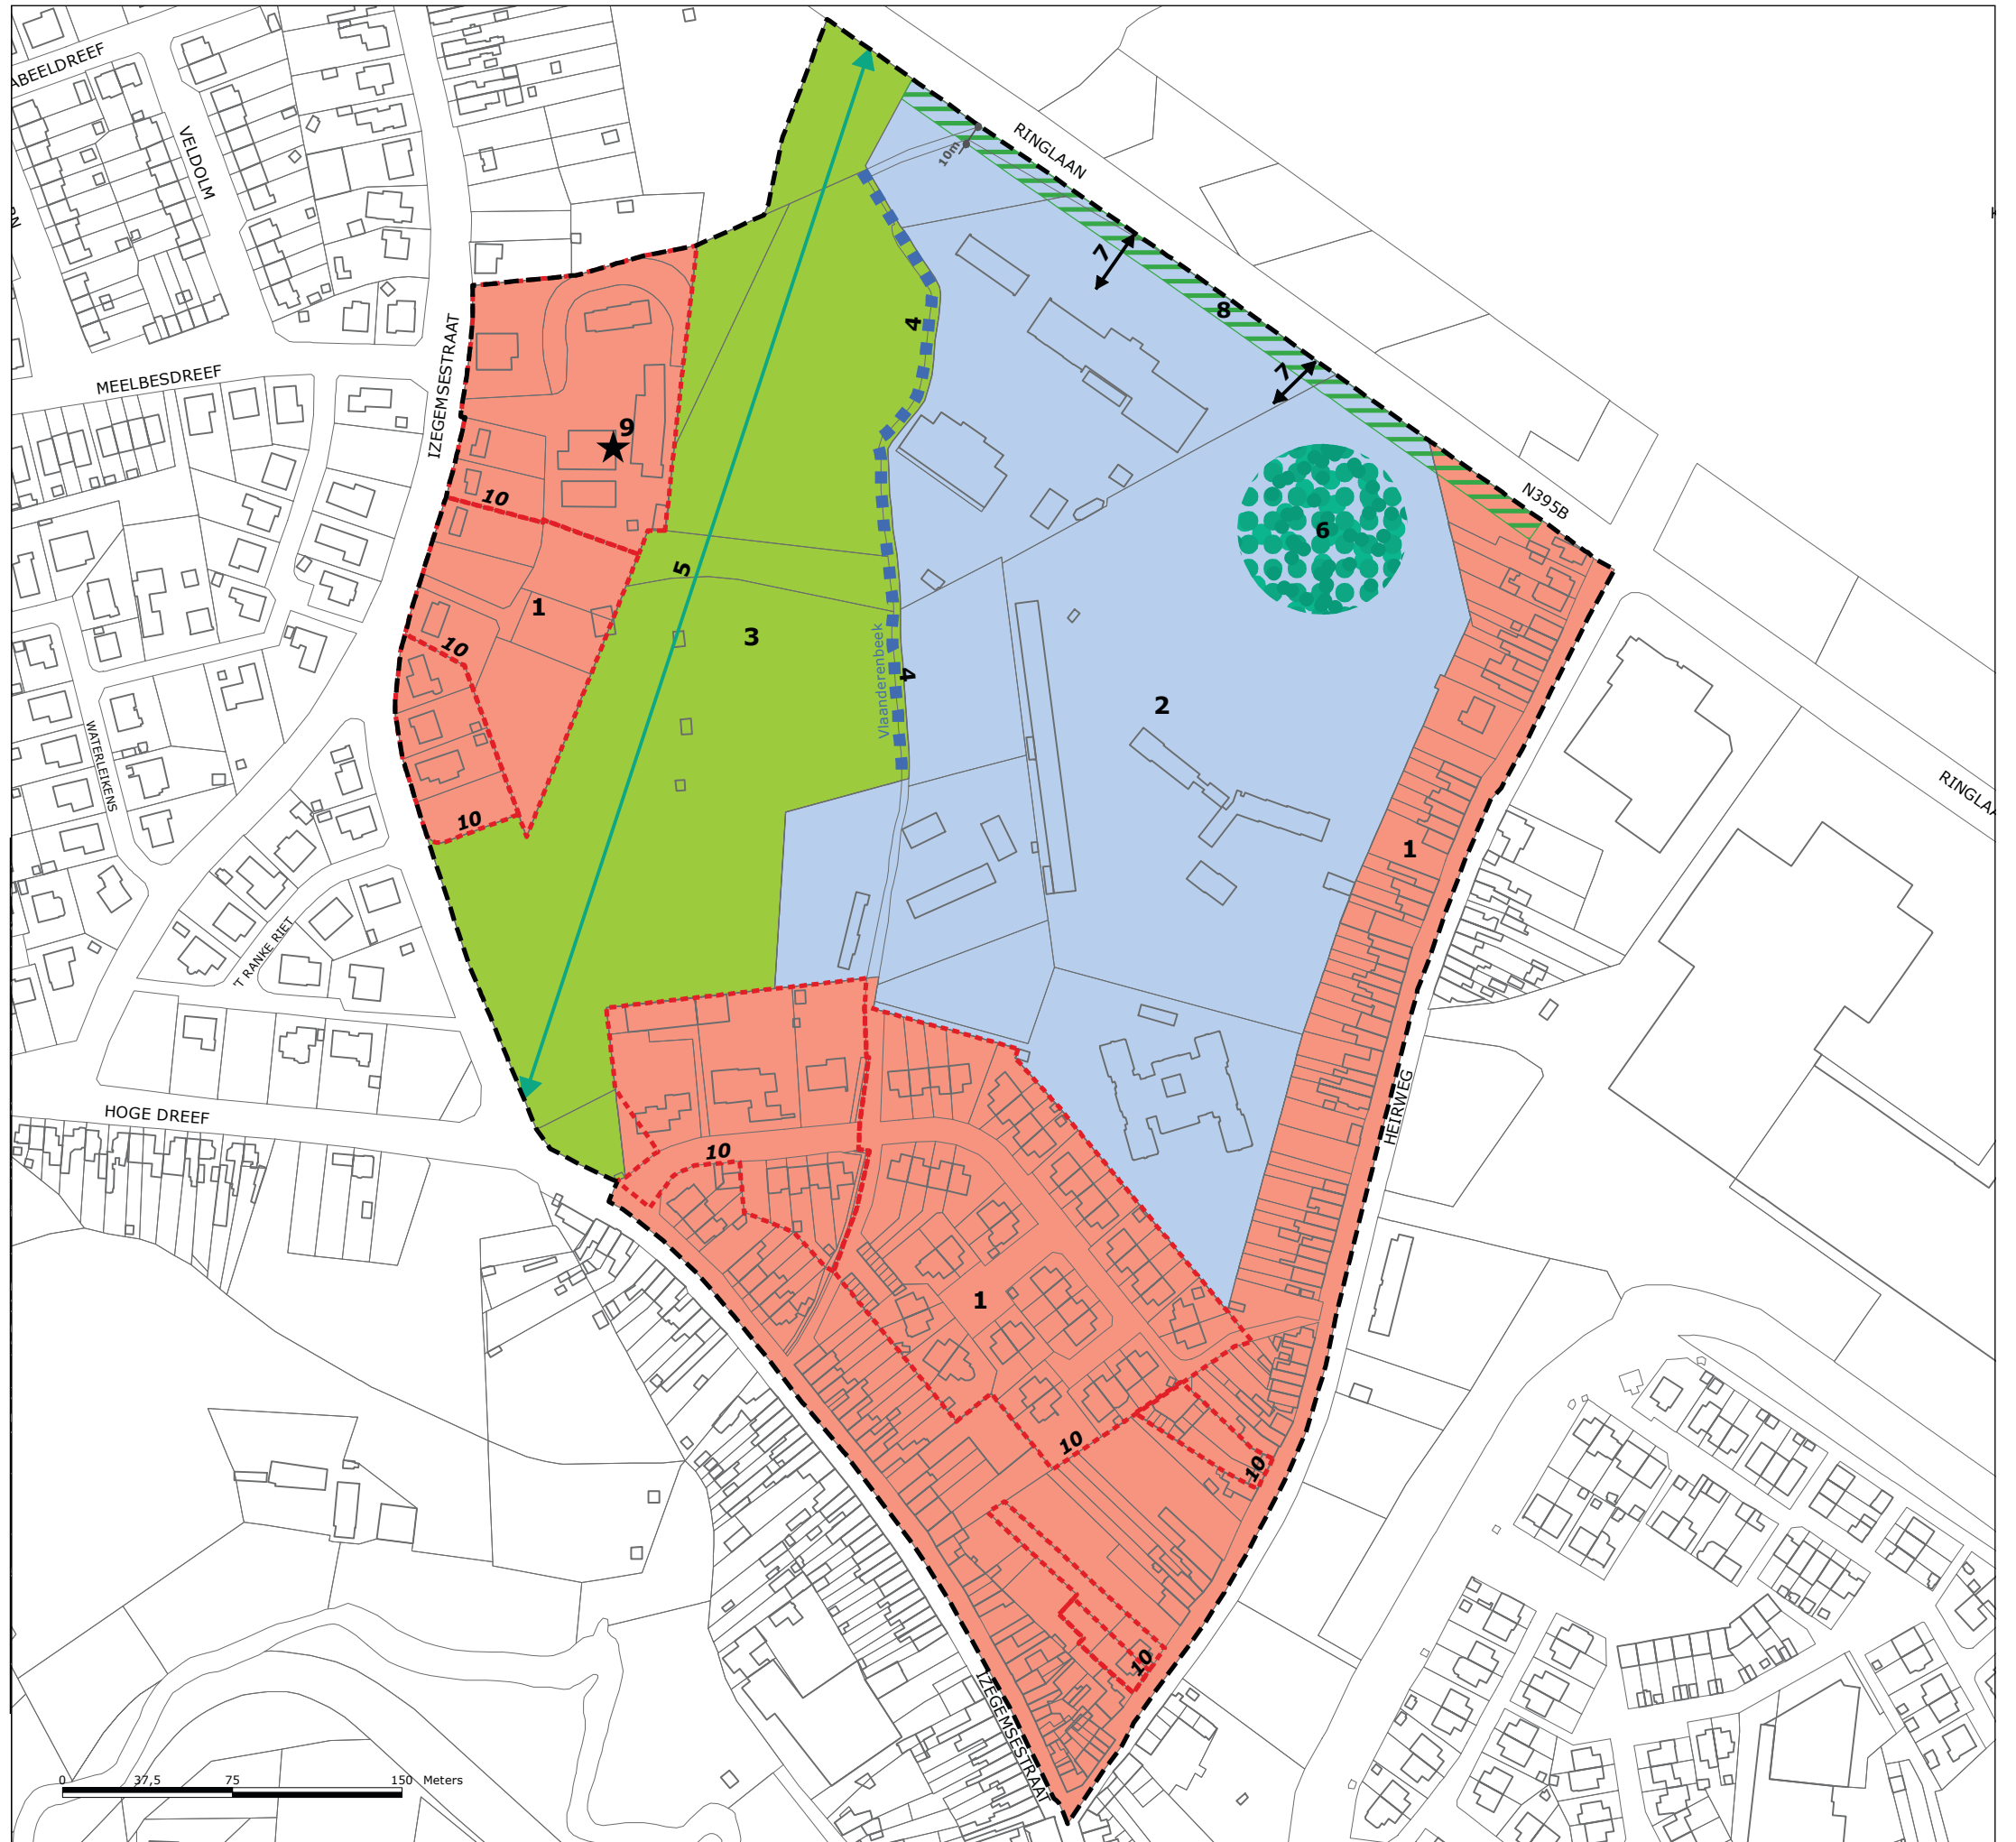 ABEELDREEF
VELDOLM
RINGLAAN
10m
7
8
7
MEELBESDREEF
IZEGEMSESTRAAT
4
9
10
N395B
6
5
1
3
10
Vlaanderenbeek
4
2
WATERLEIKENS
RINGLAA
10
1
'T RANKE RIET
HOGE DREEF
HEIRWEG
10
1
10
10
10
IZEGEMSESTRAAT
0 37,5 75 150 Meters